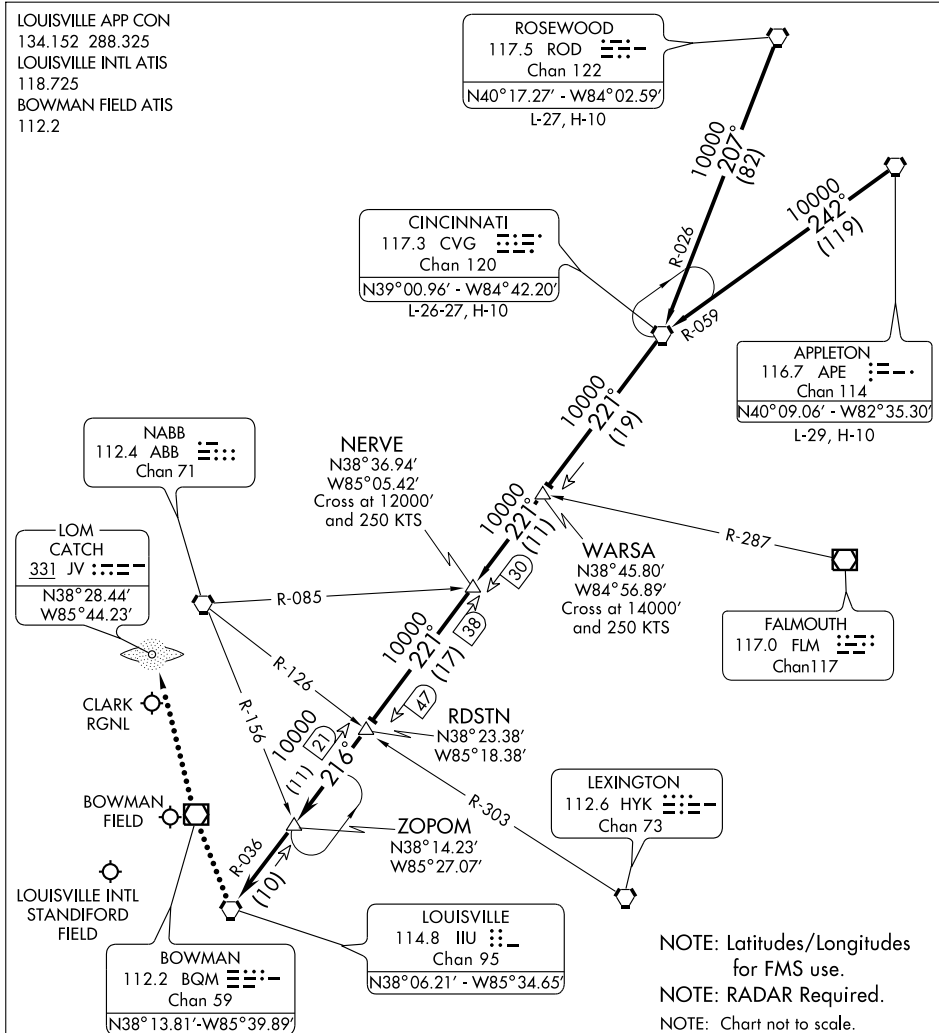 LOUISVILLE APP CON
134.152 288.325
LOUISVILLE INTL ATIS
118.725
BOWMAN FIELD ATIS
112.2
ROSEWOOD
117.5 ROD
Chan 122
N40°17.27' - W84°02.59'
L-27, H-10
10000
207°
(82)
10000
242°
(119)
CINCINNATI
117.3 CVG
Chan 120
N39°00.96' - W84°42.20'
L-26-27, H-10
R-026
R-059
APPLETON
116.7 APE
Chan 114
N40°09.06' - W82°35.30'
L-29, H-10
10000
221°
(19)
NABB
112.4 ABB
Chan 71
NERVE
N38°36.94'
W85°05.42'
Cross at 12000'
and 250 KTS
10000
221°
(11)
30
WARSA
N38°45.80'
W84°56.89'
Cross at 14000'
and 250 KTS
R-287
FALMOUTH
117.0 FLM
Chan117
LOM
CATCH
331 JV
N38°28.44'
W85°44.23'
R-085
R-126
R-156
10000
221°
(17)
38
47
CLARK
RGNL
RDSTN
N38°23.38'
W85°18.38'
10000
216°
(11)
21
R-303
LEXINGTON
112.6 HYK
Chan 73
BOWMAN
FIELD
ZOPOM
N38°14.23'
W85°27.07'
R-036
(10)
LOUISVILLE INTL
STANDIFORD
FIELD
LOUISVILLE
114.8 IIU
Chan 95
N38°06.21' - W85°34.65'
BOWMAN
112.2 BQM
Chan 59
N38°13.81'-W85°39.89'
NOTE: Latitudes/Longitudes
for FMS use.
NOTE: RADAR Required.
NOTE: Chart not to scale.